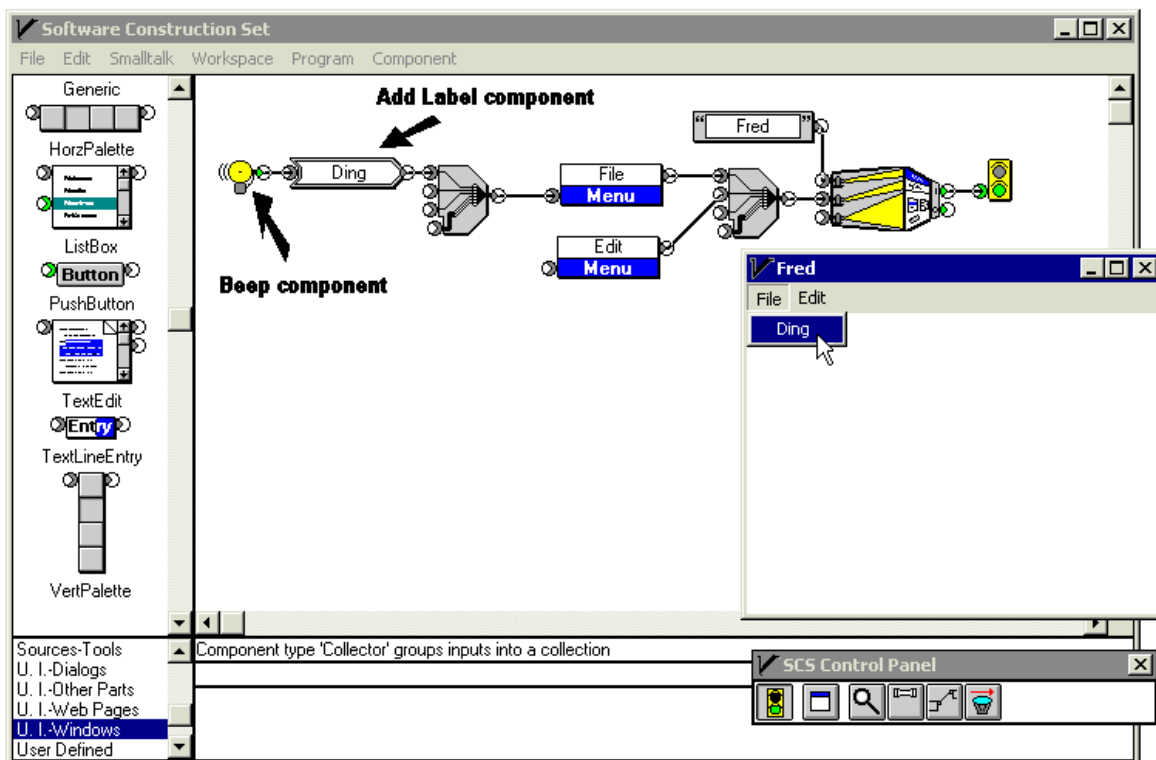 Software Construction Set
File Edit Smalltalk Workspace Program Component
Generic
HorzPalette
ListBox
Button
PushButton
TextEdit
Entry
TextLineEntry
VertPalette
Add Label component
Ding
Beep component
File
Menu
Edit
Menu
“ Fred ”
Fred
File Edit
Ding
Sources-Tools
U. I.-Dialogs
U. I.-Other Parts
U. I.-Web Pages
U. I.-Windows
User Defined
Component type 'Collector' groups inputs into a collection
SCS Control Panel